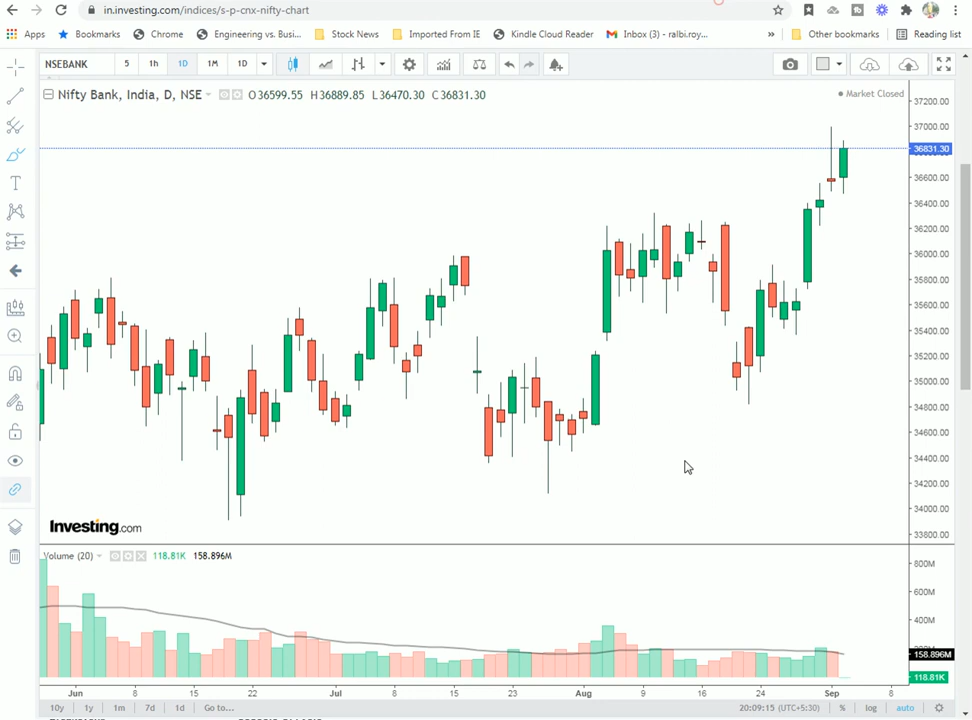 in.investing.com/indices/s-p-cnx-nifty-chart
Apps Bookmarks Chrome Engineering vs. Busi... Stock News Imported From IE Kindle Cloud Reader Inbox (3) - ralbi.roy... » Other bookmarks Reading list
NSEBANK 5 1h 1D 1M 1D
Nifty Bank, India, D, NSE O36599.55 H36889.85 L36470.30 C36831.30
Market Closed
37200.00
37000.00
36831.30
36600.00
36400.00
36200.00
36000.00
35800.00
35600.00
35400.00
35200.00
35000.00
34800.00
34600.00
34400.00
34200.00
34000.00
33800.00
Investing.com
Volume (20) 118.81K 158.896M
800M
600M
400M
158.896M
118.81K
Jun 8 15 22 Jul 8 15 23 Aug 9 16 24 Sep 8
10y 1y 1m 7d 1d Go to... 20:09:15 (UTC+5:30) % log auto